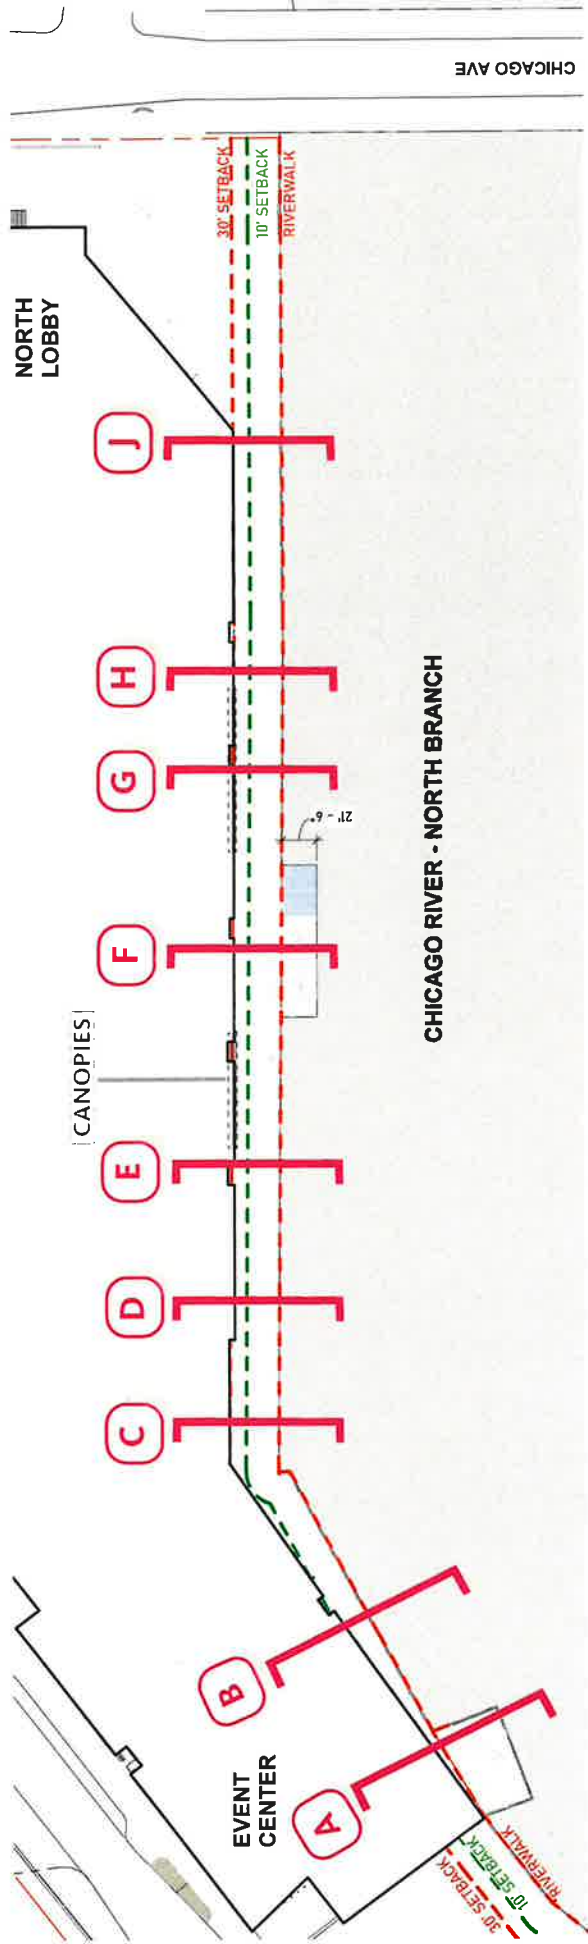 CHICAGO AVE
30' SETBACK
10' SETBACK
RIVERWALK
NORTH
LOBBY
J
H
G
21' - 6"
F
CHICAGO RIVER - NORTH BRANCH
CANOPIES
E
D
C
B
A
EVENT
CENTER
30' SETBACK
10' SETBACK
RIVERWALK